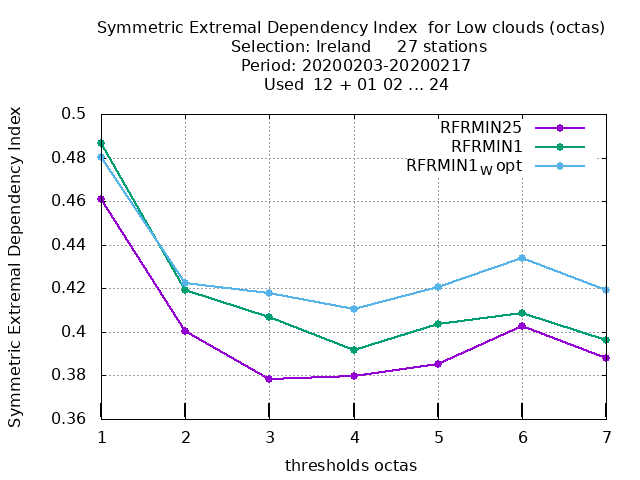 Symmetric Extremal Dependency Index  for Low clouds (octas)
Selection: Ireland     27 stations
Period: 20200203-20200217
Used  12 + 01 02 ... 24
Symmetric Extremal Dependency Index
0.5
0.48
0.46
0.44
0.42
0.4
0.38
0.36
RFRMIN25
RFRMIN1
RFRMIN1W opt
1 2 3 4 5 6 7
thresholds octas